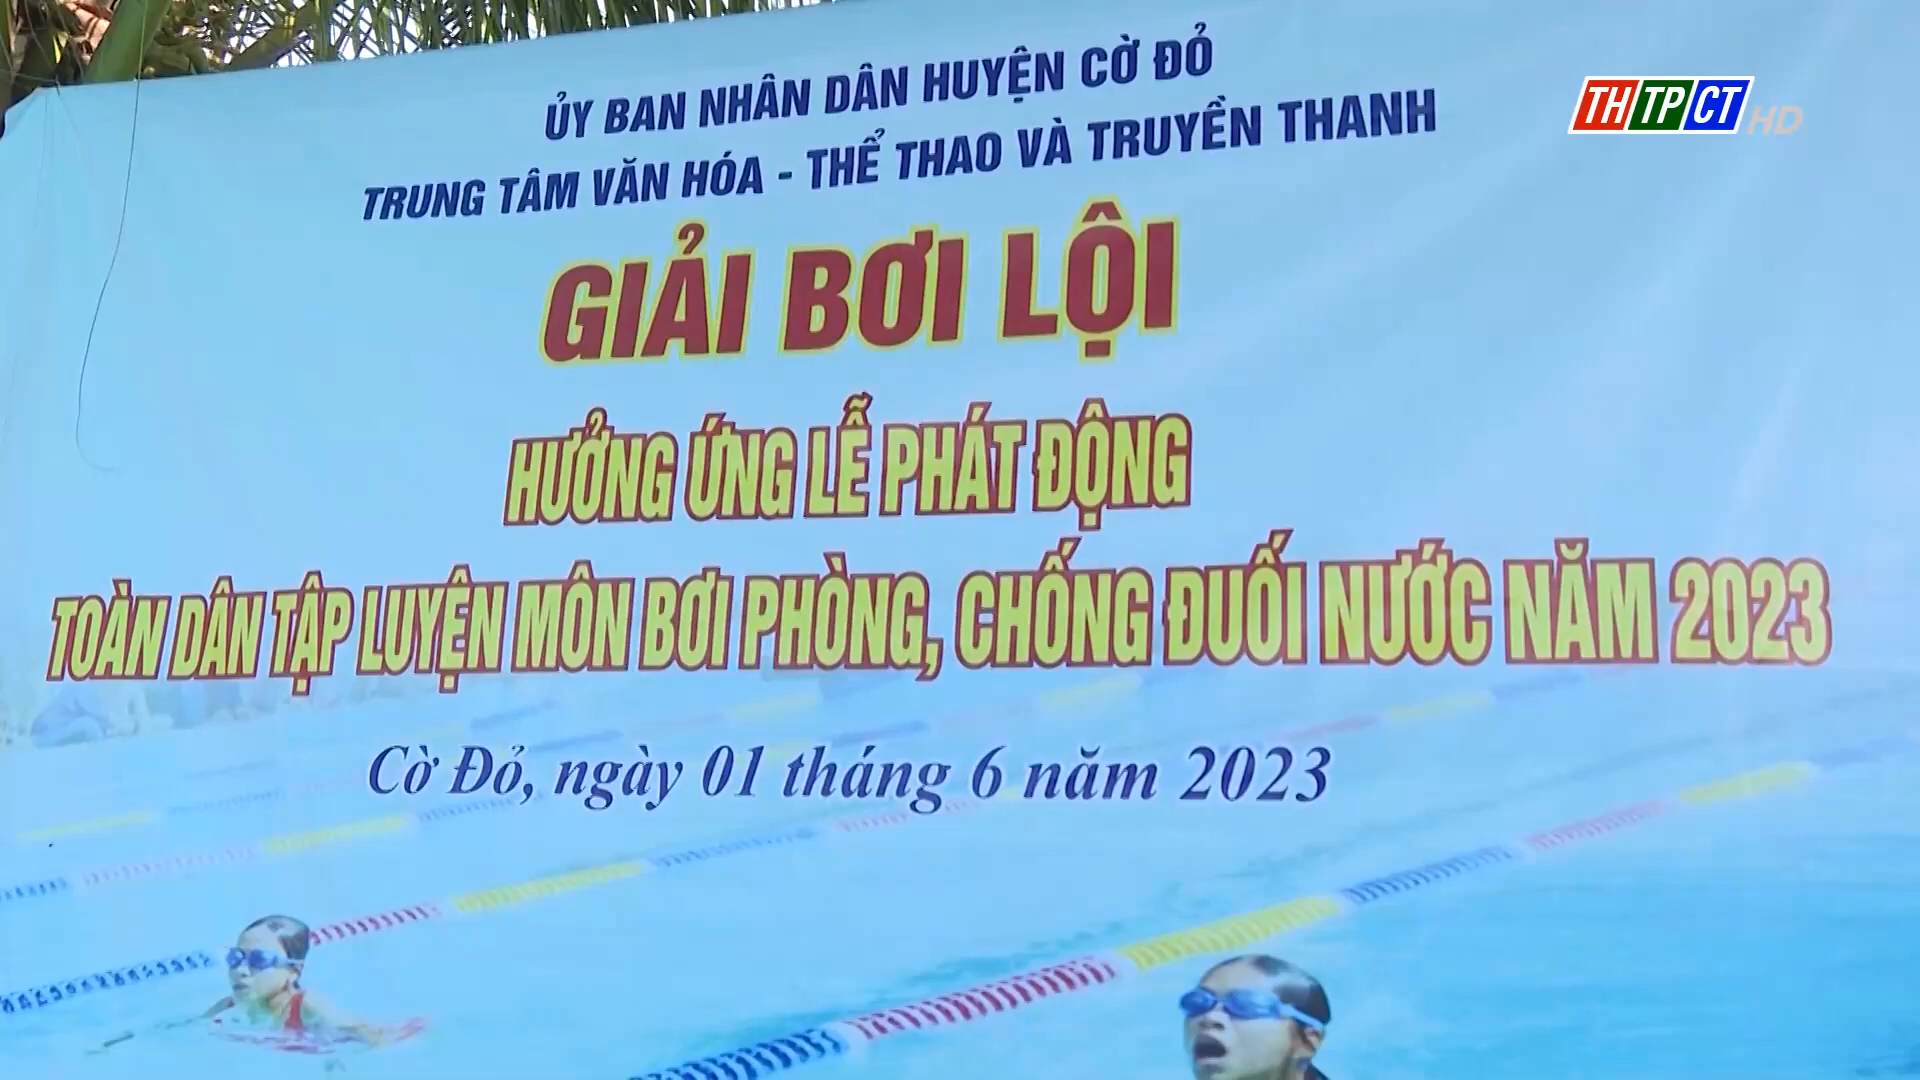 ỦY BAN NHÂN DÂN HUYỆN CỜ ĐỎ
TRUNG TÂM VĂN HÓA - THỂ THAO VÀ TRUYỀN THANH
GIẢI BƠI LỘI
HƯỞNG ỨNG LỄ PHÁT ĐỘNG
TOÀN DÂN TẬP LUYỆN MÔN BƠI PHÒNG, CHỐNG ĐUỐI NƯỚC NĂM 2023
Cờ Đỏ, ngày 01 tháng 6 năm 2023
THTPCT HD